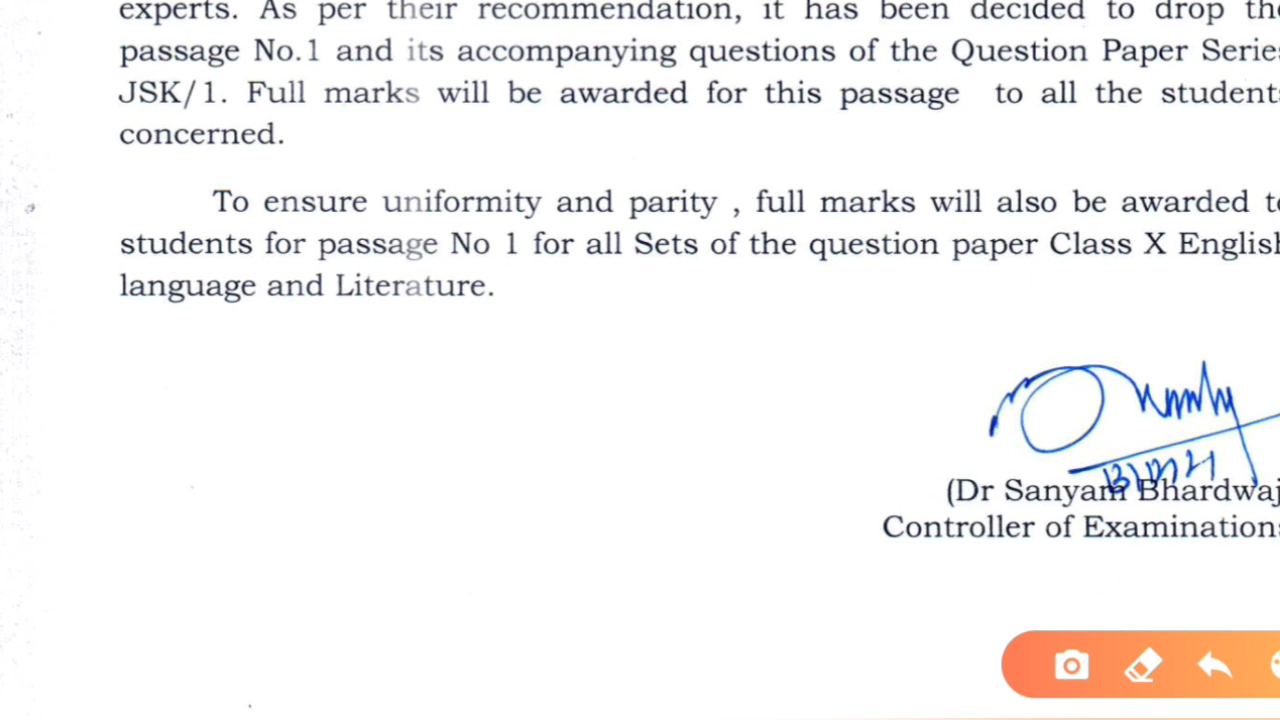 experts. As per their recommendation, it has been decided to drop the
passage No.1 and its accompanying questions of the Question Paper Serie
JSK/1. Full marks will be awarded for this passage to all the student
concerned.
To ensure uniformity and parity , full marks will also be awarded to
students for passage No 1 for all Sets of the question paper Class X English
language and Literature.
(Dr Sanyam Bhardwaj
Controller of Examination